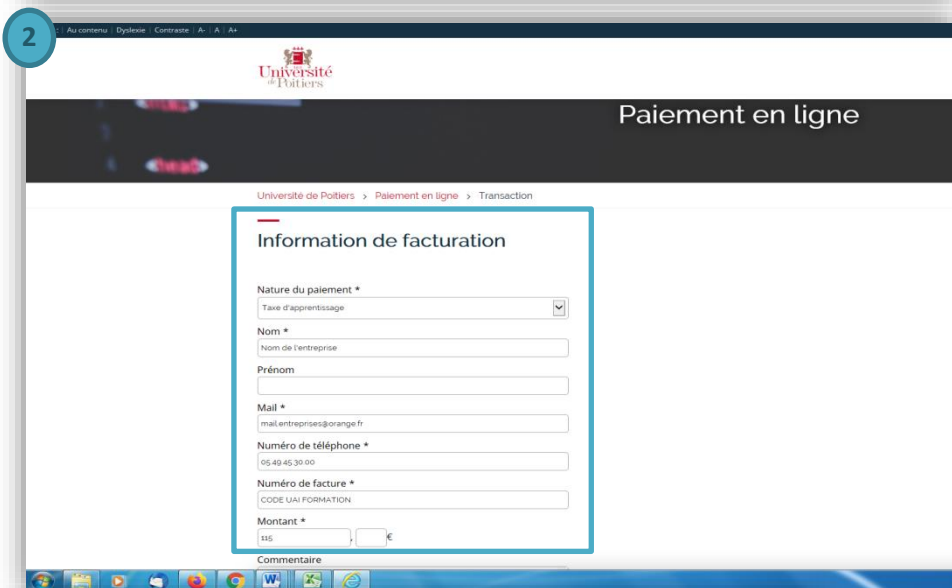 2
: | Au contenu | Dyslexie | Contraste | A- | A | A+
Université
de Poitiers
Paiement en ligne
Université de Poitiers > Paiement en ligne > Transaction
Information de facturation
Nature du paiement *
Taxe d'apprentissage
Nom *
Nom de l'entreprise
Prénom
Mail *
mail.entreprises@orange.fr
Numéro de téléphone *
05.49.45.30.00
Numéro de facture *
CODE UAI FORMATION
Montant *
115 , €
Commentaire